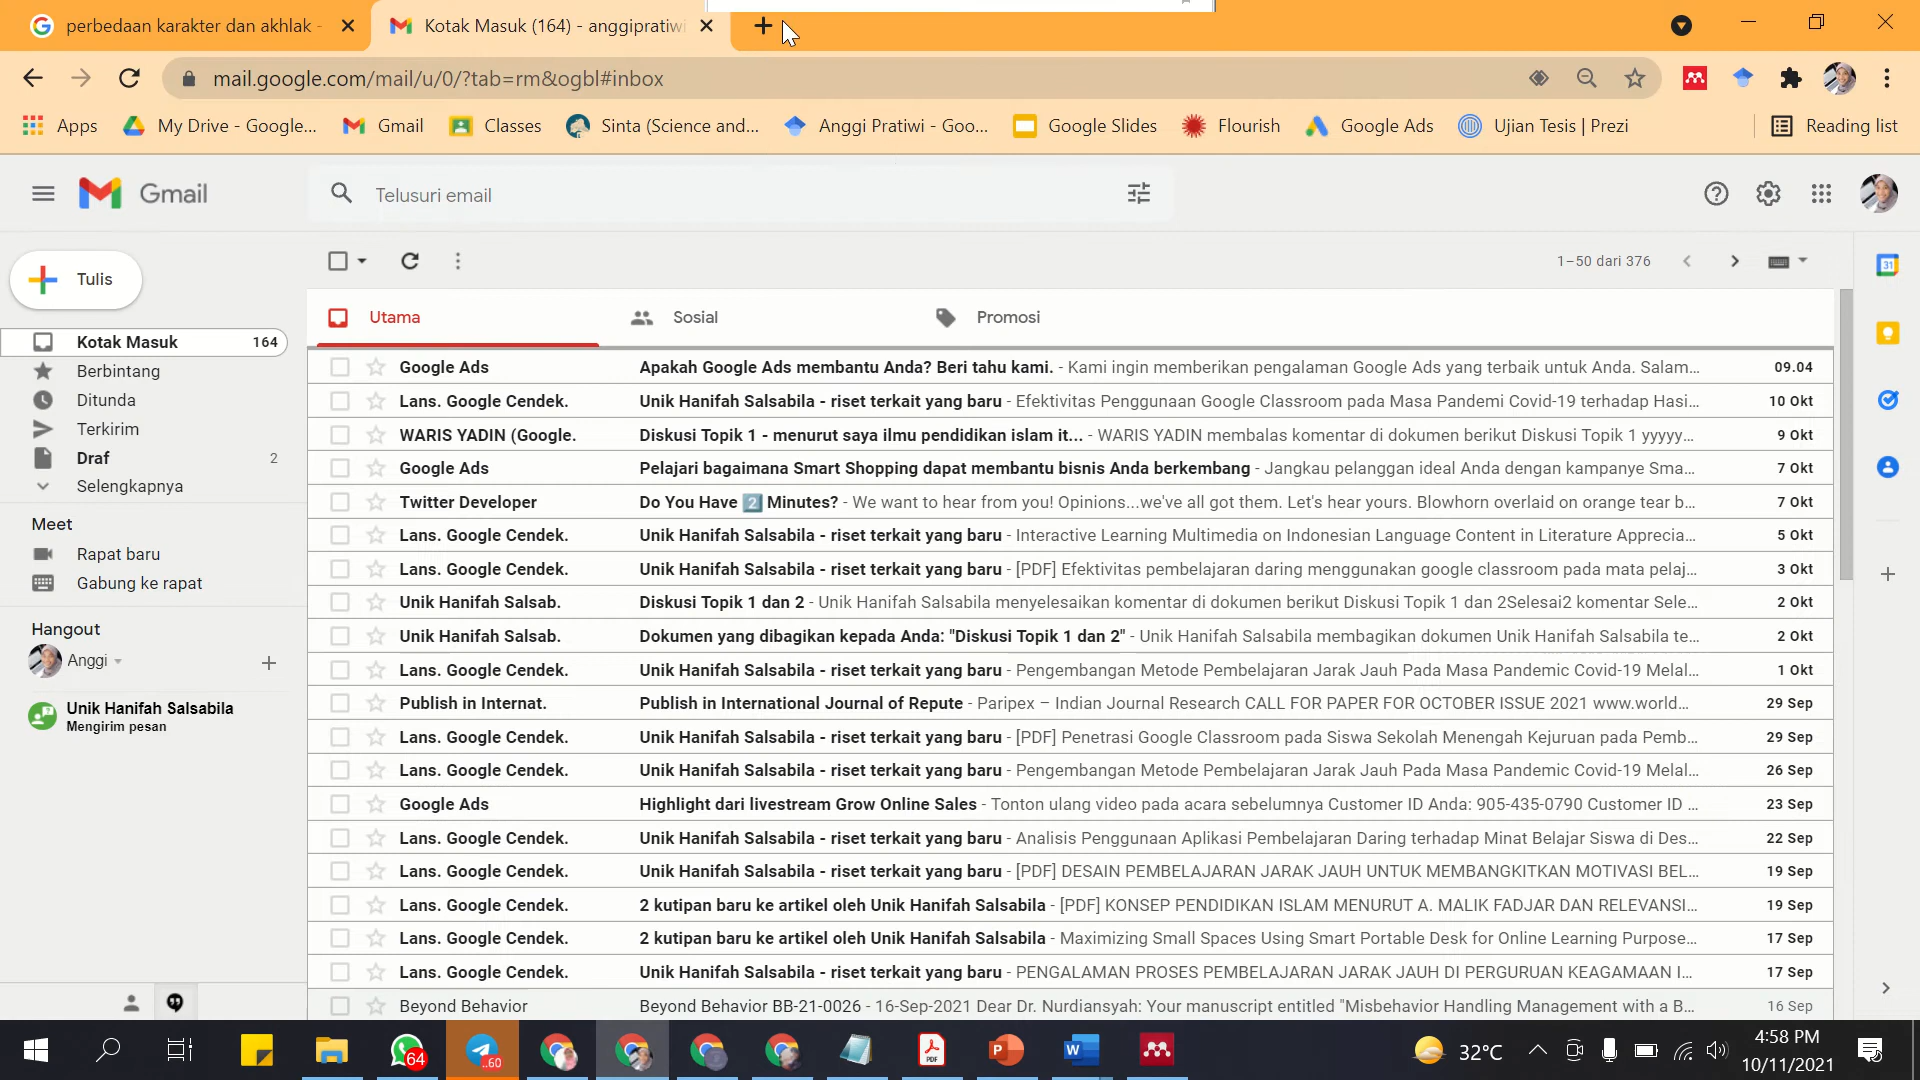 perbedaan karakter dan akhlak -
Kotak Masuk (164) - anggipratiwi
mail.google.com/mail/u/0/?tab=rm&ogbl#inbox
Apps
My Drive - Google...
Gmail
Classes
Sinta (Science and...
Anggi Pratiwi - Goo...
Google Slides
Flourish
Google Ads
Ujian Tesis | Prezi
Reading list
Gmail
Telusuri email
Tulis
1–50 dari 376
Utama
Sosial
Promosi
Kotak Masuk 164
Berbintang
Ditunda
Terkirim
Draf 2
Selengkapnya
Meet
Rapat baru
Gabung ke rapat
Hangout
Anggi
Unik Hanifah Salsabila
Mengirim pesan
Google Ads Apakah Google Ads membantu Anda? Beri tahu kami. - Kami ingin memberikan pengalaman Google Ads yang terbaik untuk Anda. Salam... 09.04
Lans. Google Cendek. Unik Hanifah Salsabila - riset terkait yang baru - Efektivitas Penggunaan Google Classroom pada Masa Pandemi Covid-19 terhadap Hasi... 10 Okt
WARIS YADIN (Google. Diskusi Topik 1 - menurut saya ilmu pendidikan islam it... - WARIS YADIN membalas komentar di dokumen berikut Diskusi Topik 1 yyyyy... 9 Okt
Google Ads Pelajari bagaimana Smart Shopping dapat membantu bisnis Anda berkembang - Jangkau pelanggan ideal Anda dengan kampanye Sma... 7 Okt
Twitter Developer Do You Have 2 Minutes? - We want to hear from you! Opinions...we've all got them. Let's hear yours. Blowhorn overlaid on orange tear b... 7 Okt
Lans. Google Cendek. Unik Hanifah Salsabila - riset terkait yang baru - Interactive Learning Multimedia on Indonesian Language Content in Literature Apprecia... 5 Okt
Lans. Google Cendek. Unik Hanifah Salsabila - riset terkait yang baru - [PDF] Efektivitas pembelajaran daring menggunakan google classroom pada mata pelaj... 3 Okt
Unik Hanifah Salsab. Diskusi Topik 1 dan 2 - Unik Hanifah Salsabila menyelesaikan komentar di dokumen berikut Diskusi Topik 1 dan 2Selesai2 komentar Sele... 2 Okt
Unik Hanifah Salsab. Dokumen yang dibagikan kepada Anda: "Diskusi Topik 1 dan 2" - Unik Hanifah Salsabila membagikan dokumen Unik Hanifah Salsabila te... 2 Okt
Lans. Google Cendek. Unik Hanifah Salsabila - riset terkait yang baru - Pengembangan Metode Pembelajaran Jarak Jauh Pada Masa Pandemic Covid-19 Melal... 1 Okt
Publish in Internat. Publish in International Journal of Repute - Paripex – Indian Journal Research CALL FOR PAPER FOR OCTOBER ISSUE 2021 www.world... 29 Sep
Lans. Google Cendek. Unik Hanifah Salsabila - riset terkait yang baru - [PDF] Penetrasi Google Classroom pada Siswa Sekolah Menengah Kejuruan pada Pemb... 29 Sep
Lans. Google Cendek. Unik Hanifah Salsabila - riset terkait yang baru - Pengembangan Metode Pembelajaran Jarak Jauh Pada Masa Pandemic Covid-19 Melal... 26 Sep
Google Ads Highlight dari livestream Grow Online Sales - Tonton ulang video pada acara sebelumnya Customer ID Anda: 905-435-0790 Customer ID ... 23 Sep
Lans. Google Cendek. Unik Hanifah Salsabila - riset terkait yang baru - Analisis Penggunaan Aplikasi Pembelajaran Daring terhadap Minat Belajar Siswa di Des... 22 Sep
Lans. Google Cendek. Unik Hanifah Salsabila - riset terkait yang baru - [PDF] DESAIN PEMBELAJARAN JARAK JAUH UNTUK MEMBANGKITKAN MOTIVASI BEL... 19 Sep
Lans. Google Cendek. 2 kutipan baru ke artikel oleh Unik Hanifah Salsabila - [PDF] KONSEP PENDIDIKAN ISLAM MENURUT A. MALIK FADJAR DAN RELEVANSI... 19 Sep
Lans. Google Cendek. 2 kutipan baru ke artikel oleh Unik Hanifah Salsabila - Maximizing Small Spaces Using Smart Portable Desk for Online Learning Purpose... 17 Sep
Lans. Google Cendek. Unik Hanifah Salsabila - riset terkait yang baru - PENGALAMAN PROSES PEMBELAJARAN JARAK JAUH DI PERGURUAN KEAGAMAAN I... 17 Sep
Beyond Behavior Beyond Behavior BB-21-0026 - 16-Sep-2021 Dear Dr. Nurdiansyah: Your manuscript entitled "Misbehavior Handling Management with a B... 16 Sep
31
64
..60
PDF
P
W
32°C
4:58 PM
10/11/2021